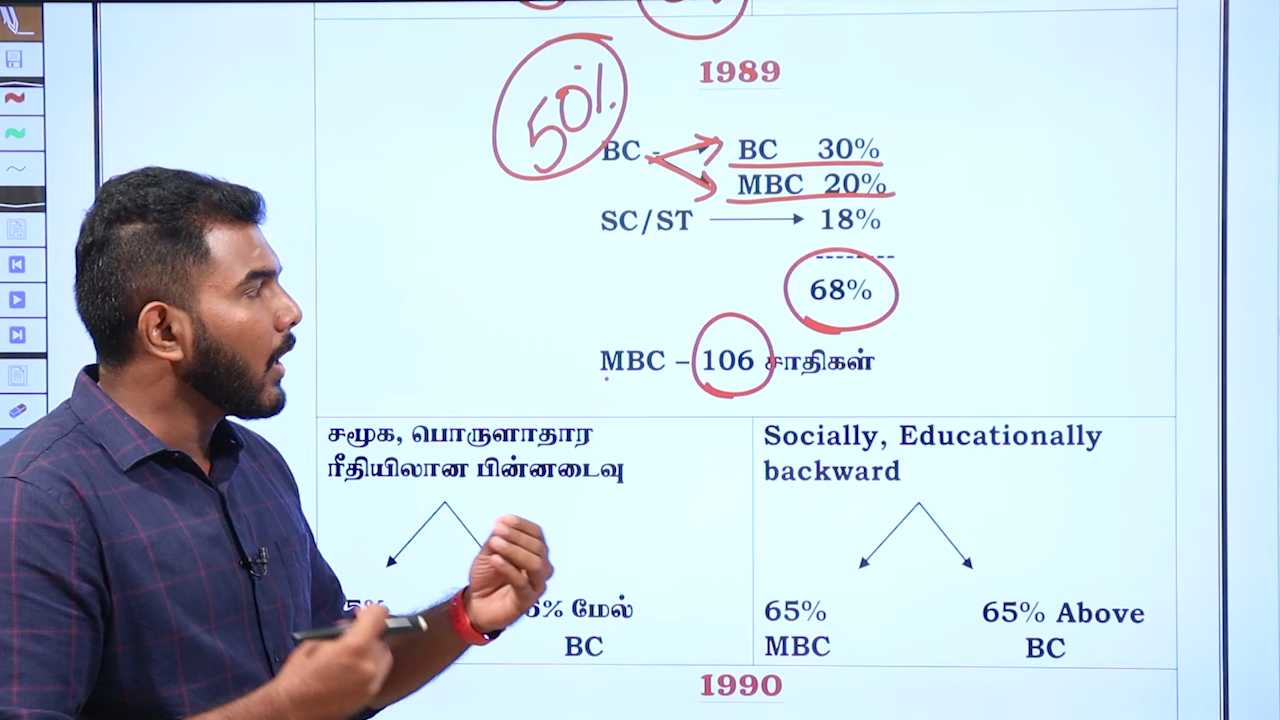 1989
50%
BC - BC 30%
MBC 20%
SC/ST 18%
68%
MBC – 106 சாதிகள்
சமூக, பொருளாதார
ரீதியிலான பின்னடைவு
Socially, Educationally
backward
மேல்
BC
65%
MBC
65% Above
BC
1990